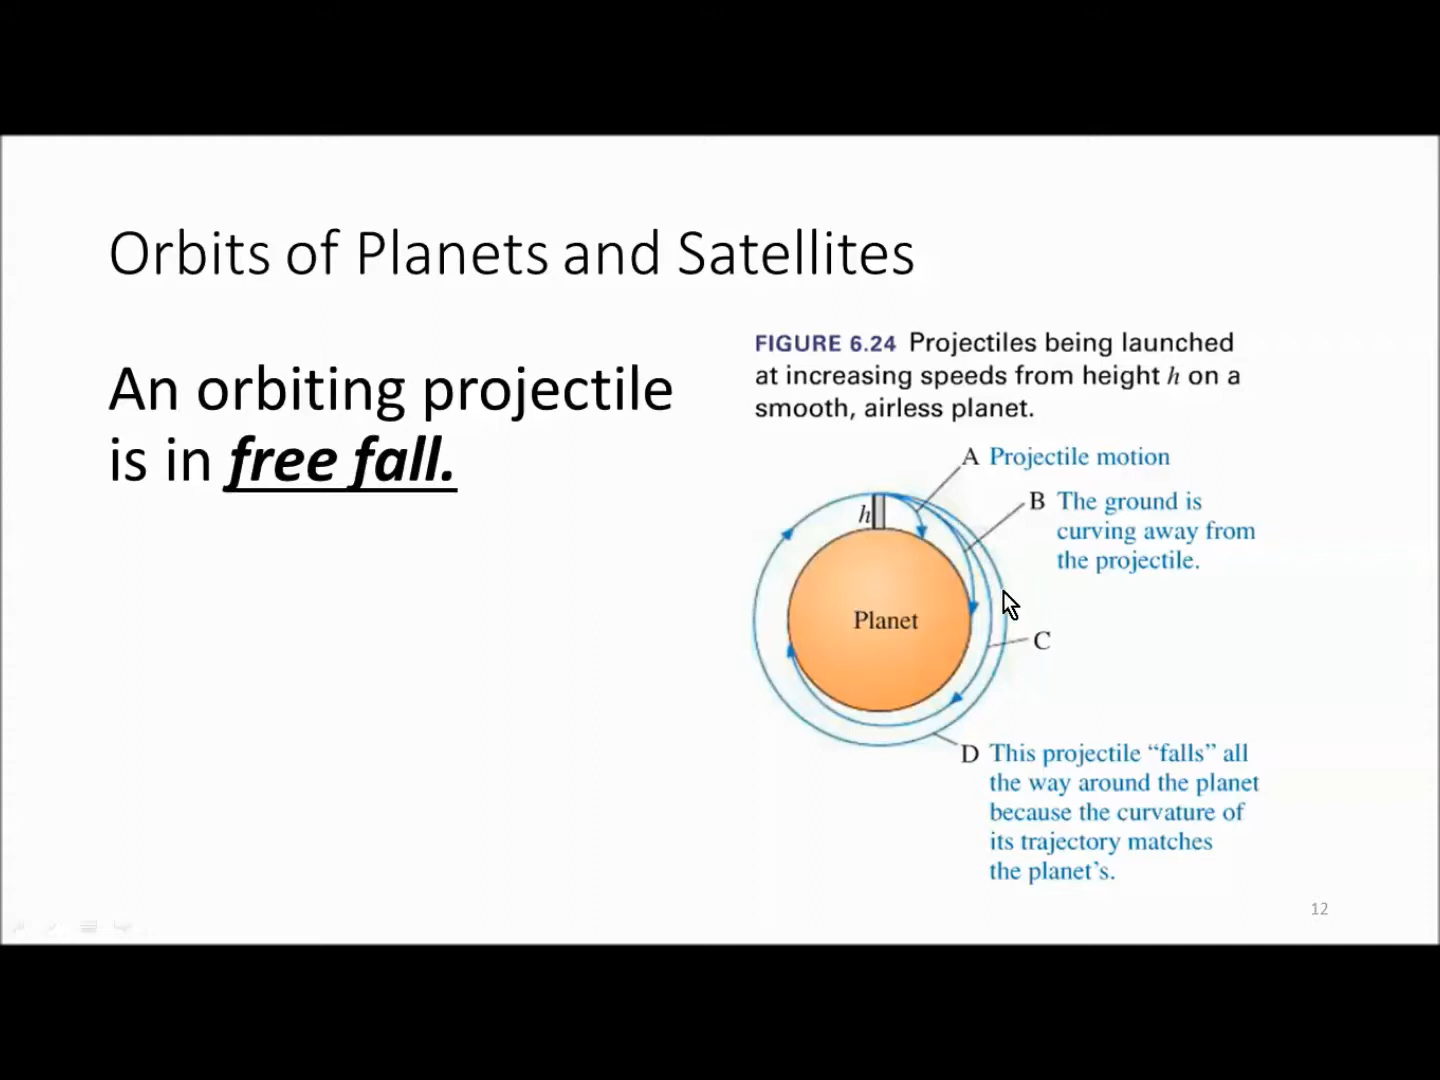 Orbits of Planets and Satellites
An orbiting projectile
is in free fall.
FIGURE 6.24 Projectiles being launched
at increasing speeds from height h on a
smooth, airless planet.
A Projectile motion
h
B The ground is
curving away from
the projectile.
Planet
C
D This projectile “falls” all
the way around the planet
because the curvature of
its trajectory matches
the planet’s.
12